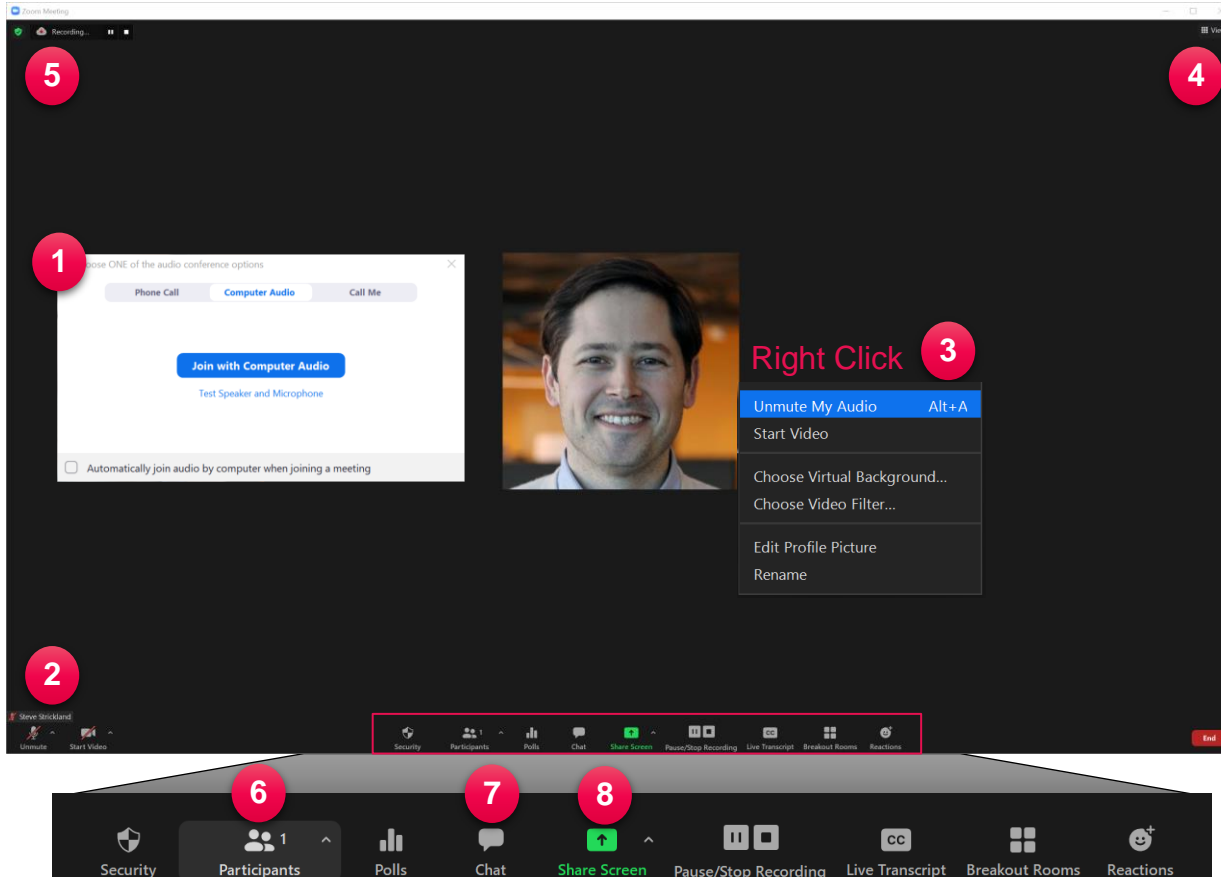 Zoom Meeting
Recording...
View
5
4
1
Choose ONE of the audio conference options
Phone Call Computer Audio Call Me
Join with Computer Audio
Test Speaker and Microphone
Automatically join audio by computer when joining a meeting
Right Click 3
Unmute My Audio Alt+A
Start Video
Choose Virtual Background...
Choose Video Filter...
Edit Profile Picture
Rename
2
Steve Strickland
Unmute Start Video Security 1 Participants Polls Chat Share Screen Pause/Stop Recording CC Live Transcript Breakout Rooms Reactions End
6 7 8
1 CC
Security Participants Polls Chat Share Screen Pause/Stop Recording Live Transcript Breakout Rooms Reactions